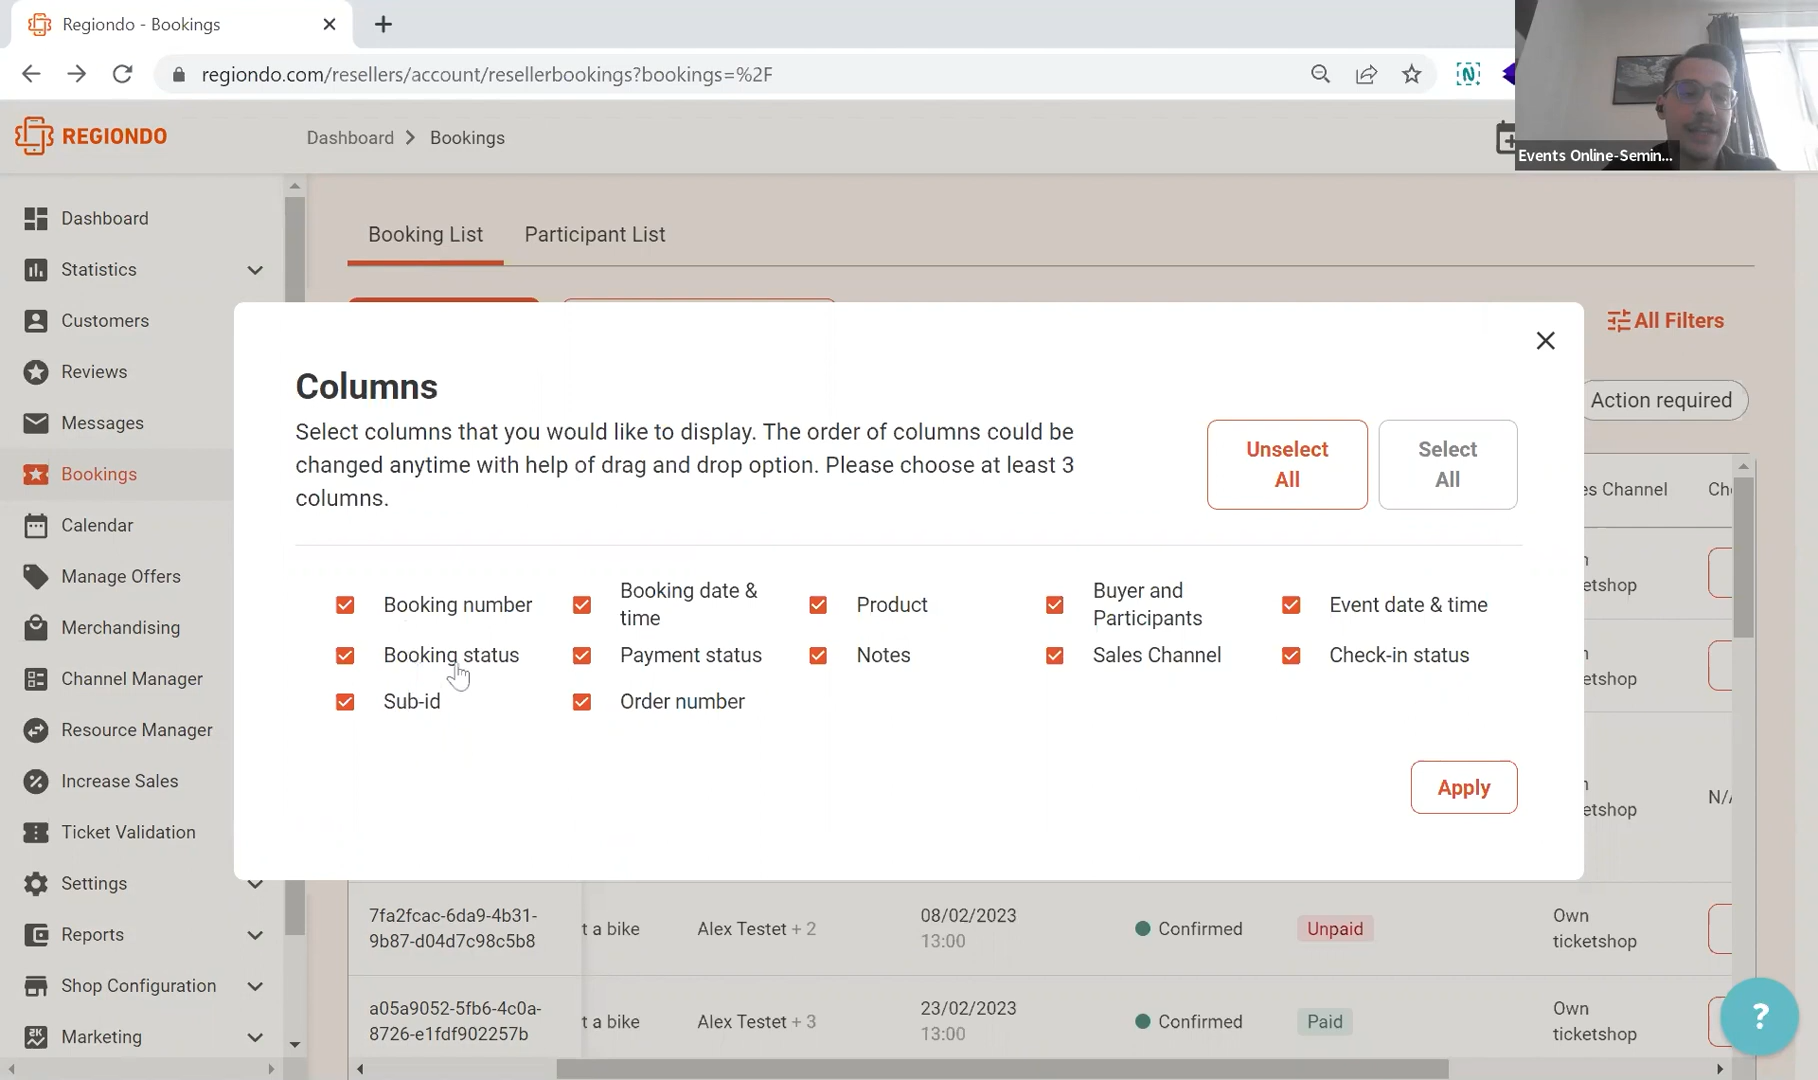 Regiondo - Bookings
regiondo.com/resellers/account/resellerbookings?bookings=%2F
Events Online-Semin...
REGIONDO
Dashboard > Bookings
Dashboard
Statistics
Customers
Reviews
Messages
Bookings
Calendar
Manage Offers
Merchandising
Channel Manager
Resource Manager
Increase Sales
Ticket Validation
Settings
Reports
Shop Configuration
Marketing
Booking List
Participant List
All Filters
Action required
Columns
Select columns that you would like to display. The order of columns could be
changed anytime with help of drag and drop option. Please choose at least 3
columns.
Unselect
All
Select
All
Booking number
Booking date &
time
Product
Buyer and
Participants
Event date & time
Booking status
Payment status
Notes
Sales Channel
Check-in status
Sub-id
Order number
Apply
es Channel
Ch
etshop
etshop
etshop
N/
7fa2fcac-6da9-4b31-
9b87-d04d7c98c5b8
t a bike
Alex Testet + 2
08/02/2023
13:00
Confirmed
Unpaid
Own
ticketshop
a05a9052-5fb6-4c0a-
8726-e1fdf902257b
t a bike
Alex Testet + 3
23/02/2023
13:00
Confirmed
Paid
Own
ticketshop
?